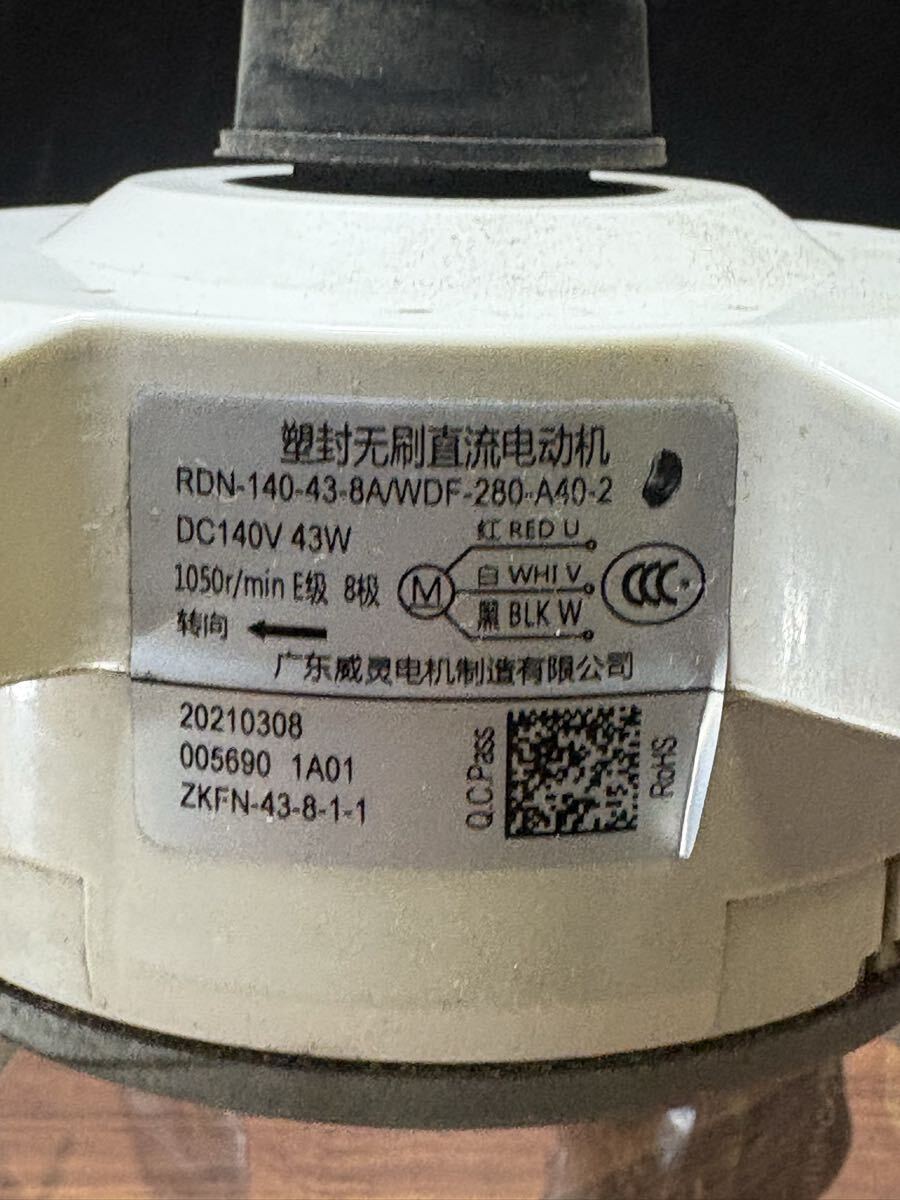 塑封无刷直流电动机
RDN-140-43-8A/WDF-280-A40-2
DC140V 43W
红 RED U
1050r/min E级 8极
M
白 WHI V
CCC
黑 BLK W
转向
广东威灵电机制造有限公司
20210308
005690 1A01
ZKFN-43-8-1-1
Q.C.Pass
RoHS